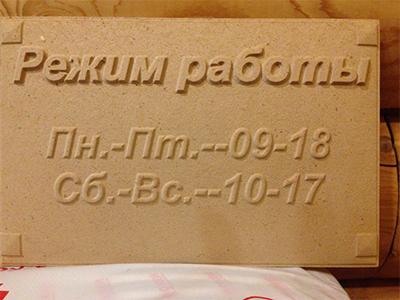 Режим работы
Пн.-Пт.--09-18
Сб.-Вс.--10-17